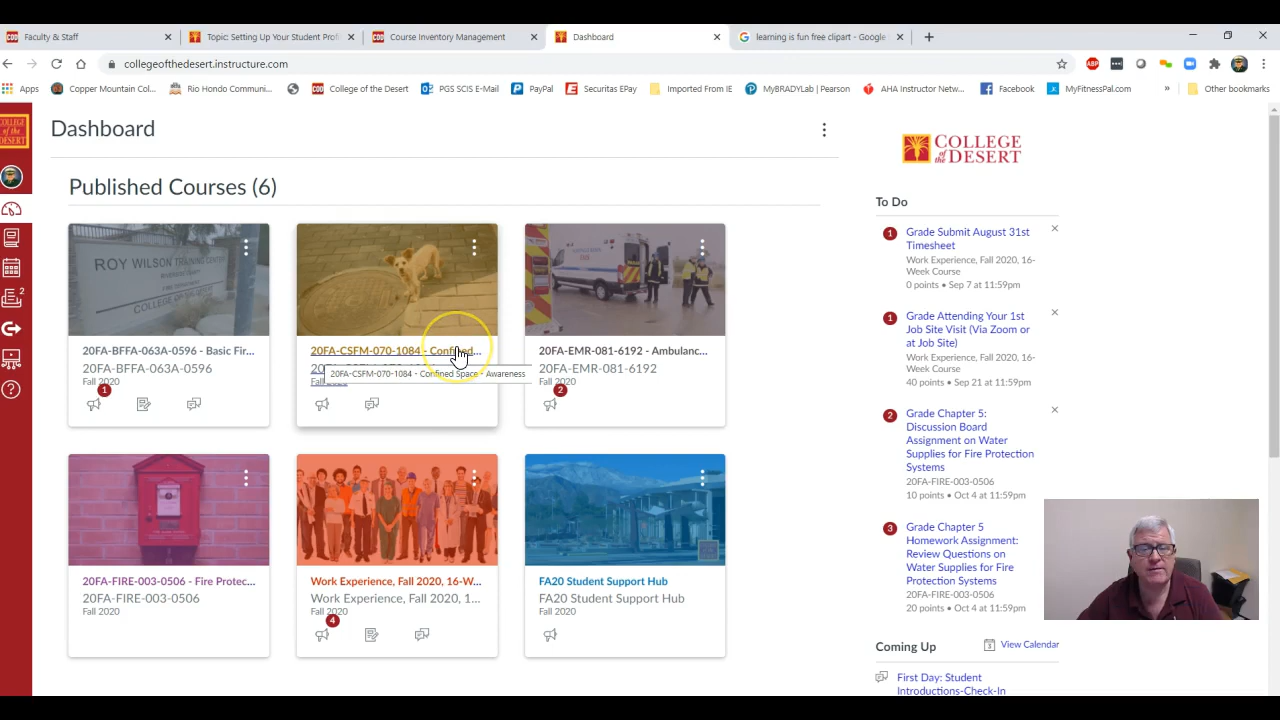 Faculty & Staff
Topic: Setting Up Your Student Prof
Course Inventory Management
Dashboard
learning is fun free clipart - Google
collegeofthedesert.instructure.com
ABP
Apps
Copper Mountain Col...
Rio Hondo Communi...
College of the Desert
PGS SCIS E-Mail
PayPal
Securitas EPay
Imported From IE
MyBRADYLab | Pearson
AHA Instructor Netw...
Facebook
MyFitnessPal.com
»
Other bookmarks
COLLEGE
of the
DESERT
2
Dashboard
Published Courses (6)
ROY WILSON TRAINING CENTER
COLLEGE OF THE DESERT
20FA-BFFA-063A-0596 - Basic Fir...
20FA-BFFA-063A-0596
Fall 2020
1
20FA-CSFM-070-1084 - Confined...
20FA-CSFM-070-1084 - Confined Space - Awareness
Fall 2020
20FA-EMR-081-6192 - Ambulanc...
20FA-EMR-081-6192
Fall 2020
2
20FA-FIRE-003-0506 - Fire Protec...
20FA-FIRE-003-0506
Fall 2020
Work Experience, Fall 2020, 16-W...
Work Experience, Fall 2020, 1...
Fall 2020
4
FA20 Student Support Hub
FA20 Student Support Hub
COLLEGE
of the DESERT
To Do
1
Grade Submit August 31st
Timesheet
Work Experience, Fall 2020, 16-
Week Course
0 points • Sep 7 at 11:59pm
1
Grade Attending Your 1st
Job Site Visit (Via Zoom or
at Job Site)
Work Experience, Fall 2020, 16-
Week Course
40 points • Sep 21 at 11:59pm
2
Grade Chapter 5:
Discussion Board
Assignment on Water
Supplies for Fire Protection
Systems
20FA-FIRE-003-0506
10 points • Oct 4 at 11:59pm
3
Grade Chapter 5
Homework Assignment:
Review Questions on
Water Supplies for Fire
Protection Systems
20FA-FIRE-003-0506
20 points • Oct 4 at 11:59pm
Coming Up
3
View Calendar
First Day: Student
Introductions-Check-In